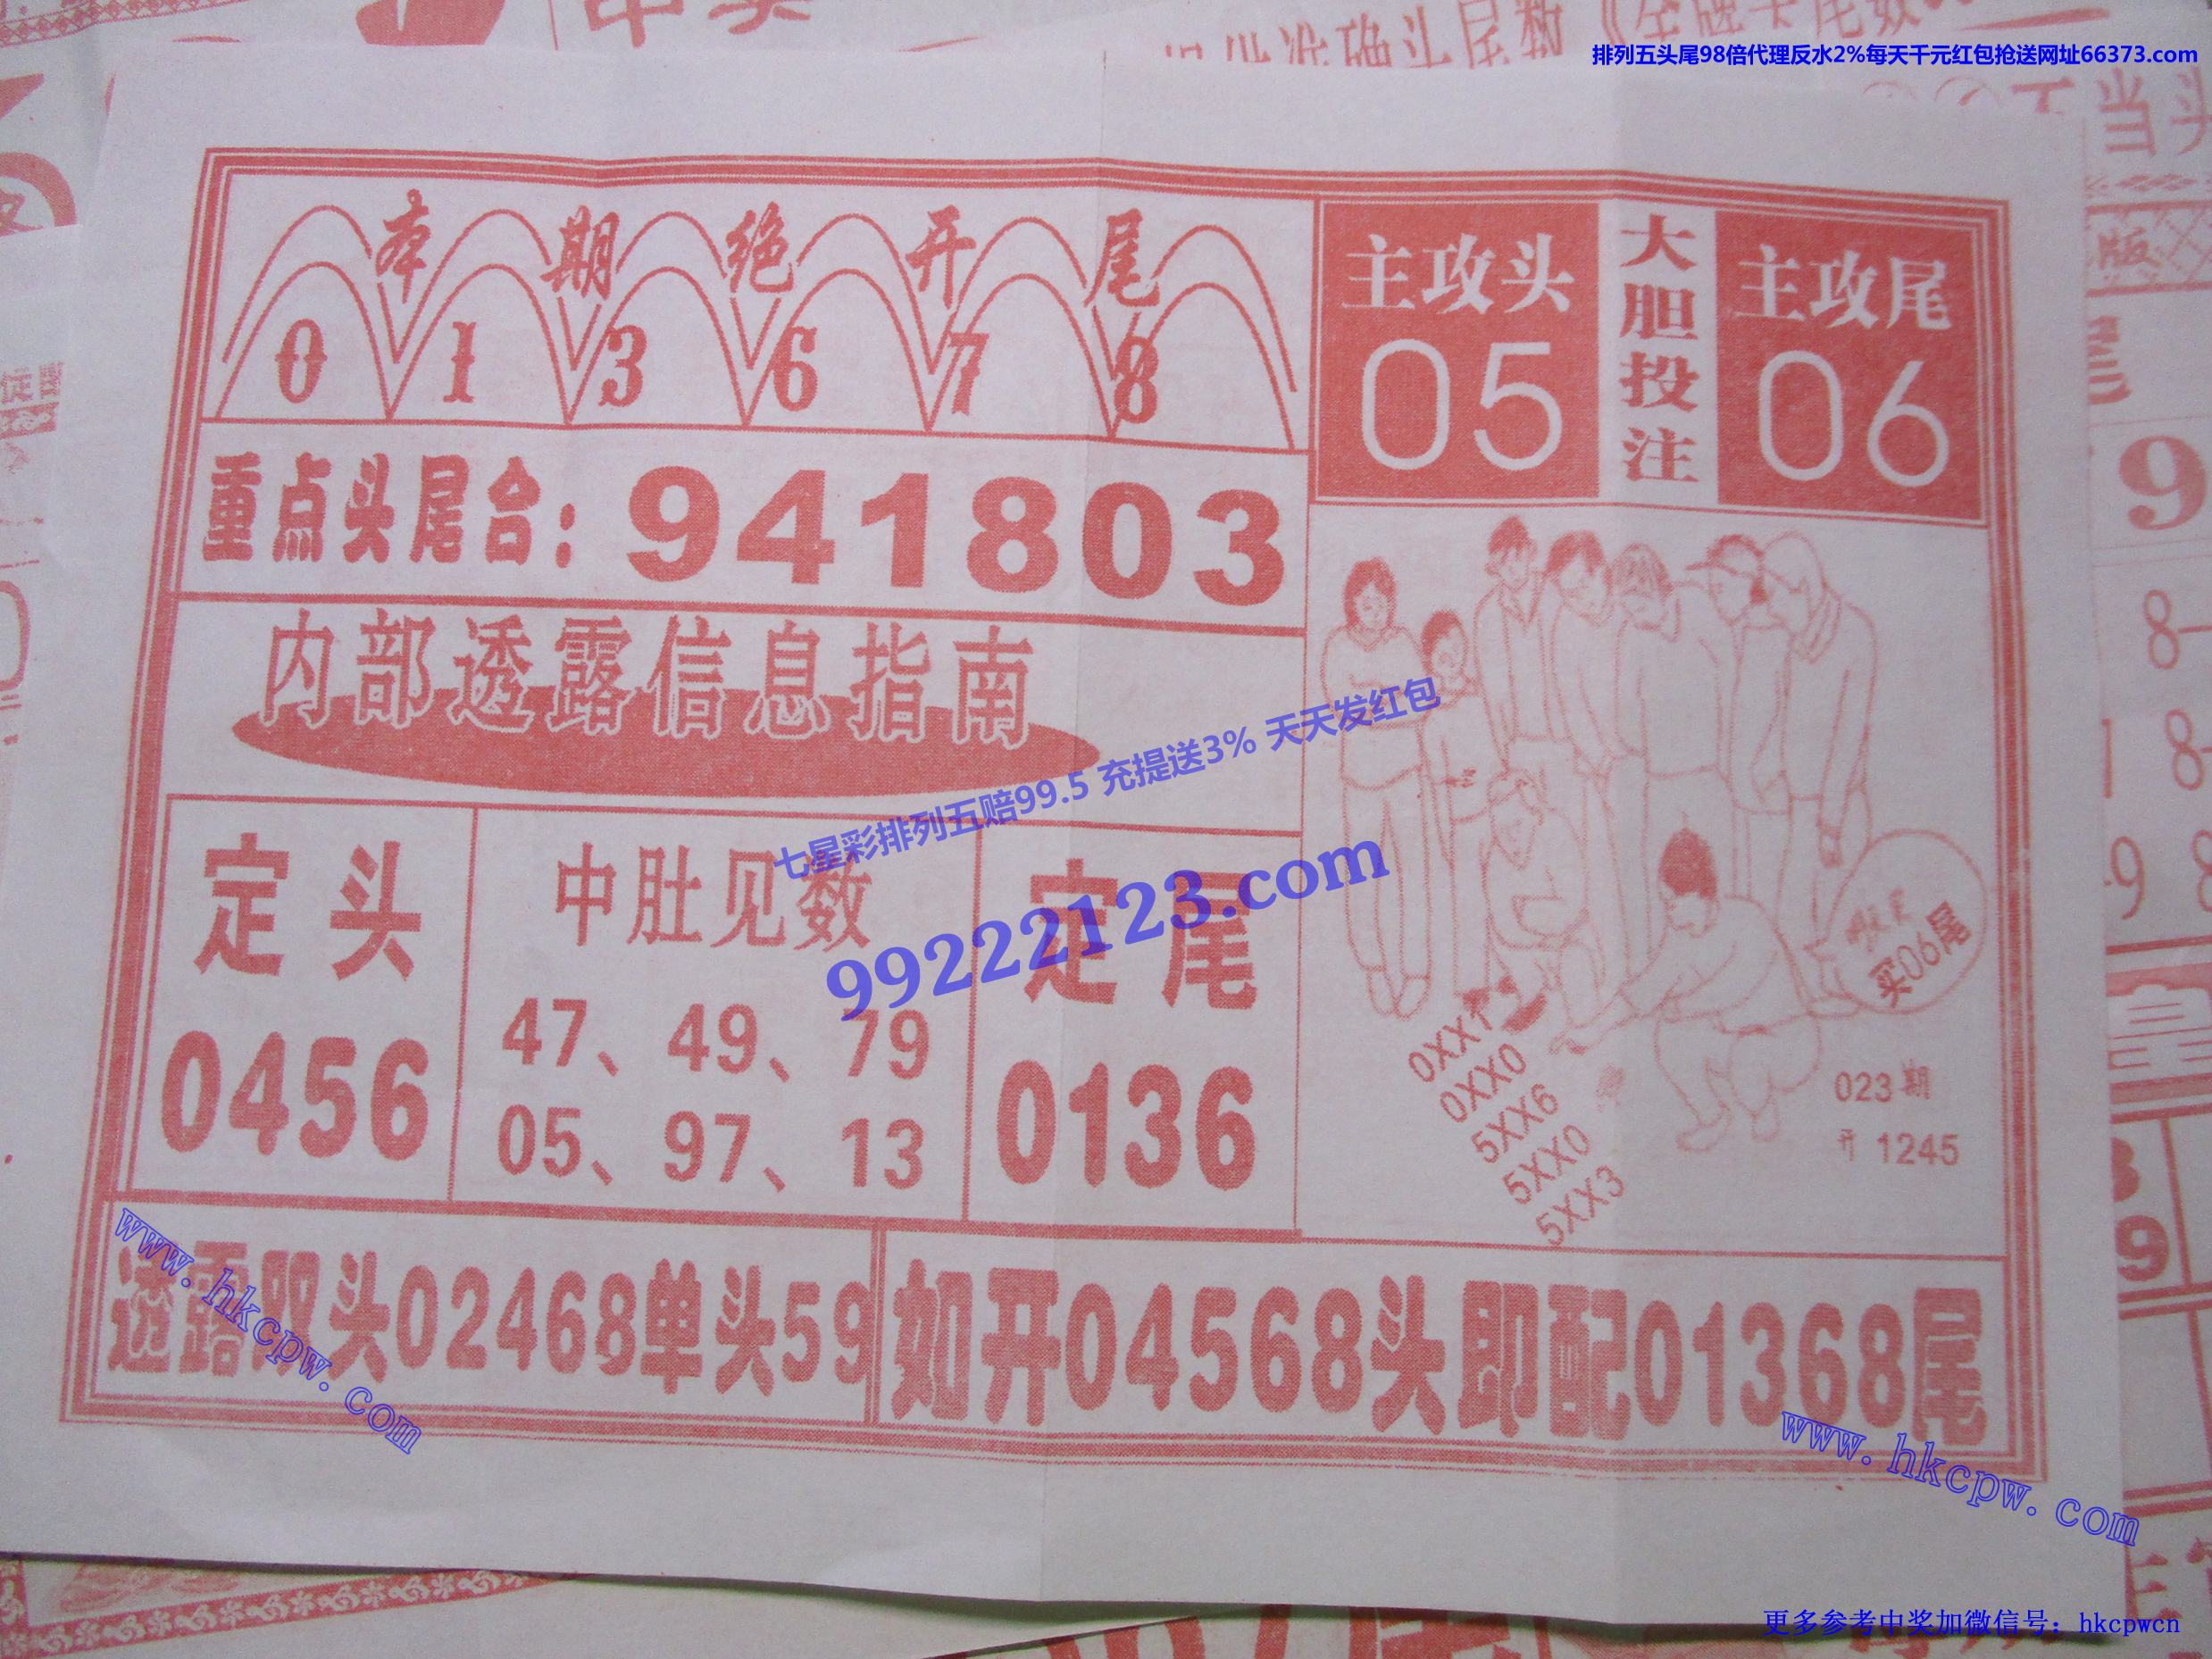 排列五头尾98倍代理反水2%每天千元红包抢送网址66373.com
本期绝开尾
0 1 3 6 7 8
主攻头
05
大胆投注
主攻尾
06
重点头尾合：941803
内部透露信息指南
七星彩排列五赔99.5 充提送3% 天天发红包
99222123.com
定头
0456
中肚见数
47、49、79
05、97、13
定尾
0136
买06尾
0XX1
0XX0
5XX6
5XX0
5XX3
023期
开 1245
透露双头02468单头59
如开04568头即配01368尾
www.hkcpw.com
www.hkcpw.com
更多参考中奖加微信号：hkcpwcn